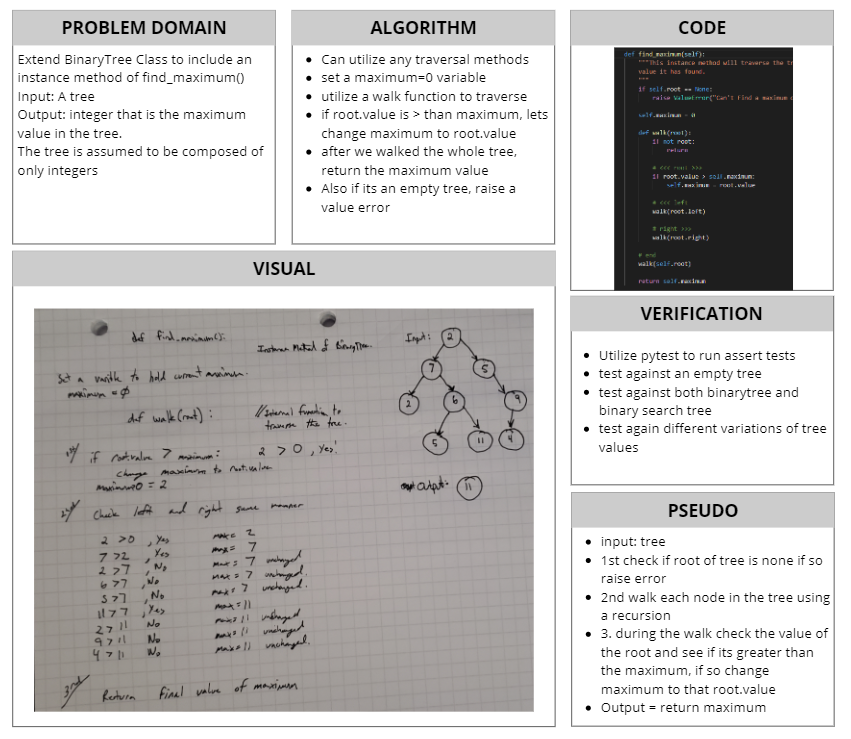 PROBLEM DOMAIN
Extend BinaryTree Class to include an
instance method of find_maximum()
Input: A tree
Output: integer that is the maximum
value in the tree.
The tree is assumed to be composed of
only integers
ALGORITHM
• Can utilize any traversal methods
• set a maximum=0 variable
• utilize a walk function to traverse
• if root.value is > than maximum, lets
change maximum to root.value
• after we walked the whole tree,
return the maximum value
• Also if its an empty tree, raise a
value error
CODE
def find_maximum(self):
"""This instance method will traverse the tr
value it has found.
"""
if self.root == None:
raise ValueError("Can't find a maximum
self.maximum = 0
def walk(root):
if not root:
return
# <<< root >>>
if root.value > self.maximum:
self.maximum = root.value
# <<< left
walk(root.left)
# right >>>
walk(root.right)
# end
walk(self.root)
return self.maximum
VISUAL
def find_maximum():
Instance Method of BinaryTree
Set a varible to hold current maximum.
maximum = 0
def walk(root):
//Internal function to
traverse the tree.
1st/ if root.value > maximum: 2 > 0, Yes!
change maximum to root.value
= 2
2nd/ Check left and right same manner
2 > 0, Yes max = 2
7 > 2, Yes max = 7
2 > 7, No max = 7 unchanged
6 > 7, No max = 7 unchanged.
5 > 7, No max = 7 unchanged.
11 > 7, Yes max = 11
2 > 11 No max = 11 unchanged
9 > 11 No max = 11 unchanged
4 > 11 No max = 11 unchanged.
3rd/ Return final value of maximum
Input:
2
7 5
2 6 9
5 11 4
Output: 11
VERIFICATION
• Utilize pytest to run assert tests
• test against an empty tree
• test against both binarytree and
binary search tree
• test again different variations of tree
values
PSEUDO
• input: tree
• 1st check if root of tree is none if so
raise error
• 2nd walk each node in the tree using
a recursion
• 3. during the walk check the value of
the root and see if its greater than
the maximum, if so change
maximum to that root.value
• Output = return maximum